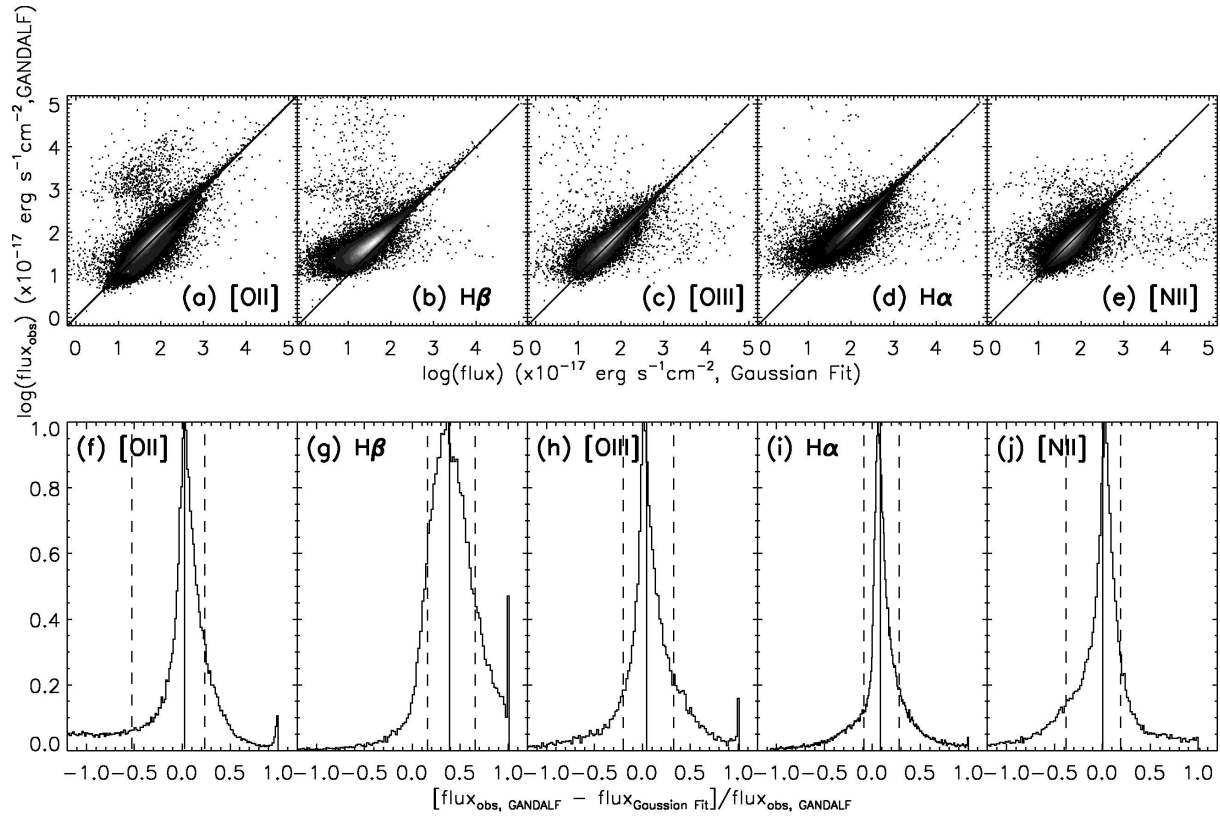 log(flux_obs) (x10⁻¹⁷ erg s⁻¹cm⁻²,GANDALF)
5
4
3
2
1
0
(a) [OII]
(b) Hβ
(c) [OIII]
(d) Hα
(e) [NII]
0 1 2 3 4 5 0 1 2 3 4 5 0 1 2 3 4 5 0 1 2 3 4 5 0 1 2 3 4 5
log(flux) (x10⁻¹⁷ erg s⁻¹cm⁻², Gaussian Fit)
1.0
0.8
0.6
0.4
0.2
0.0
(f) [OII]
(g) Hβ
(h) [OIII]
(i) Hα
(j) [NII]
−1.0 −0.5 0.0 0.5 1.0 −1.0 −0.5 0.0 0.5 1.0 −1.0 −0.5 0.0 0.5 1.0 −1.0 −0.5 0.0 0.5 1.0 −1.0 −0.5 0.0 0.5 1.0
[flux_obs, GANDALF − flux_Gaussian Fit]/flux_obs, GANDALF